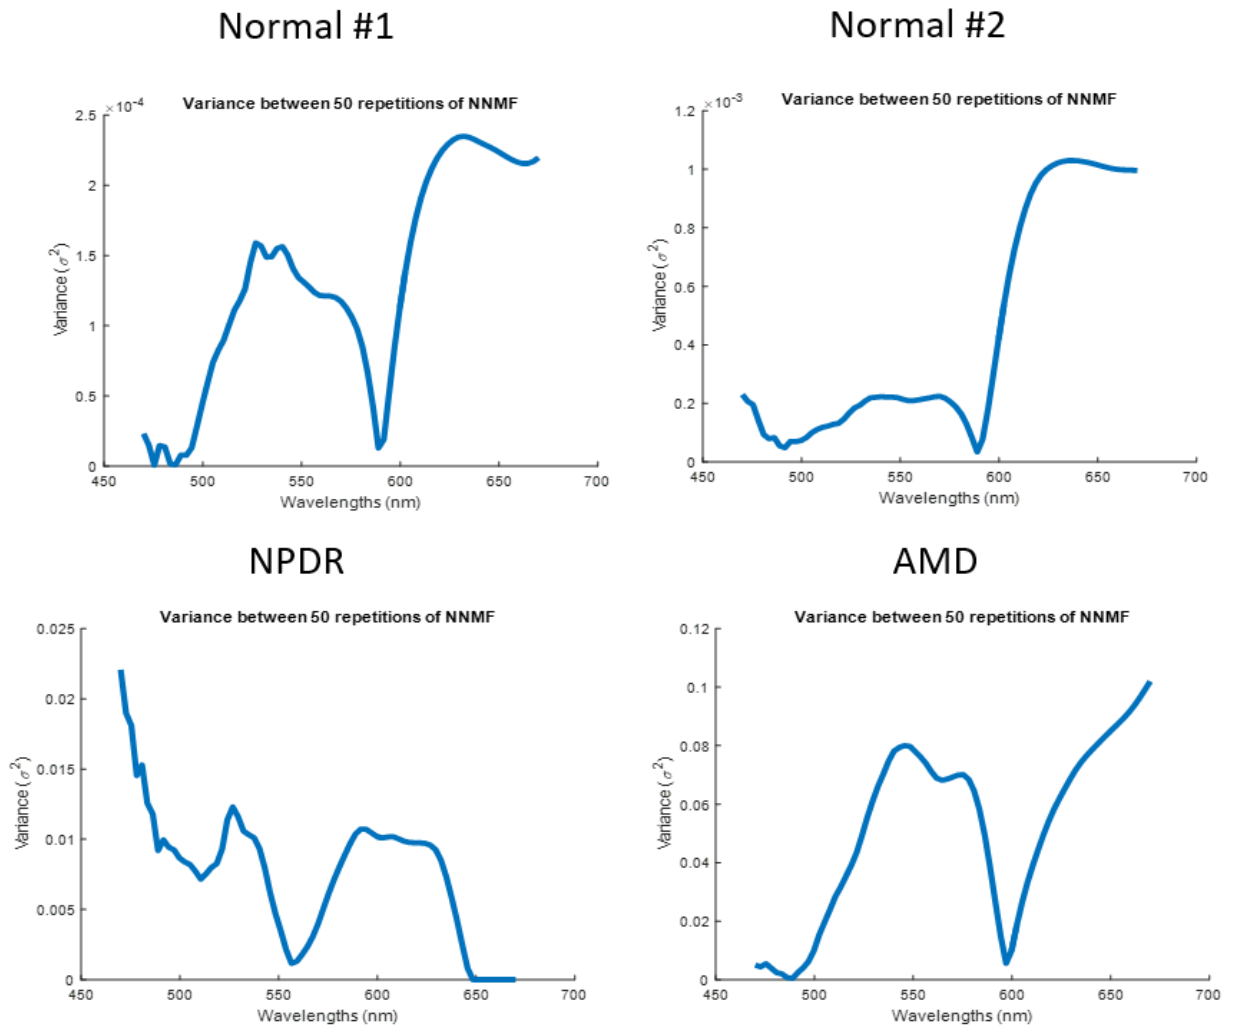 Normal #1
Normal #2
Variance between 50 repetitions of NNMF
×10⁻⁴
2.5
2
1.5
1
0.5
0
Variance (σ²)
450 500 550 600 650 700
Wavelengths (nm)
Variance between 50 repetitions of NNMF
×10⁻³
1.2
1
0.8
0.6
0.4
0.2
0
Variance (σ²)
450 500 550 600 650 700
Wavelengths (nm)
NPDR
AMD
Variance between 50 repetitions of NNMF
0.025
0.02
0.015
0.01
0.005
0
Variance (σ²)
450 500 550 600 650 700
Wavelengths (nm)
Variance between 50 repetitions of NNMF
0.12
0.1
0.08
0.06
0.04
0.02
0
Variance (σ²)
450 500 550 600 650 700
Wavelengths (nm)